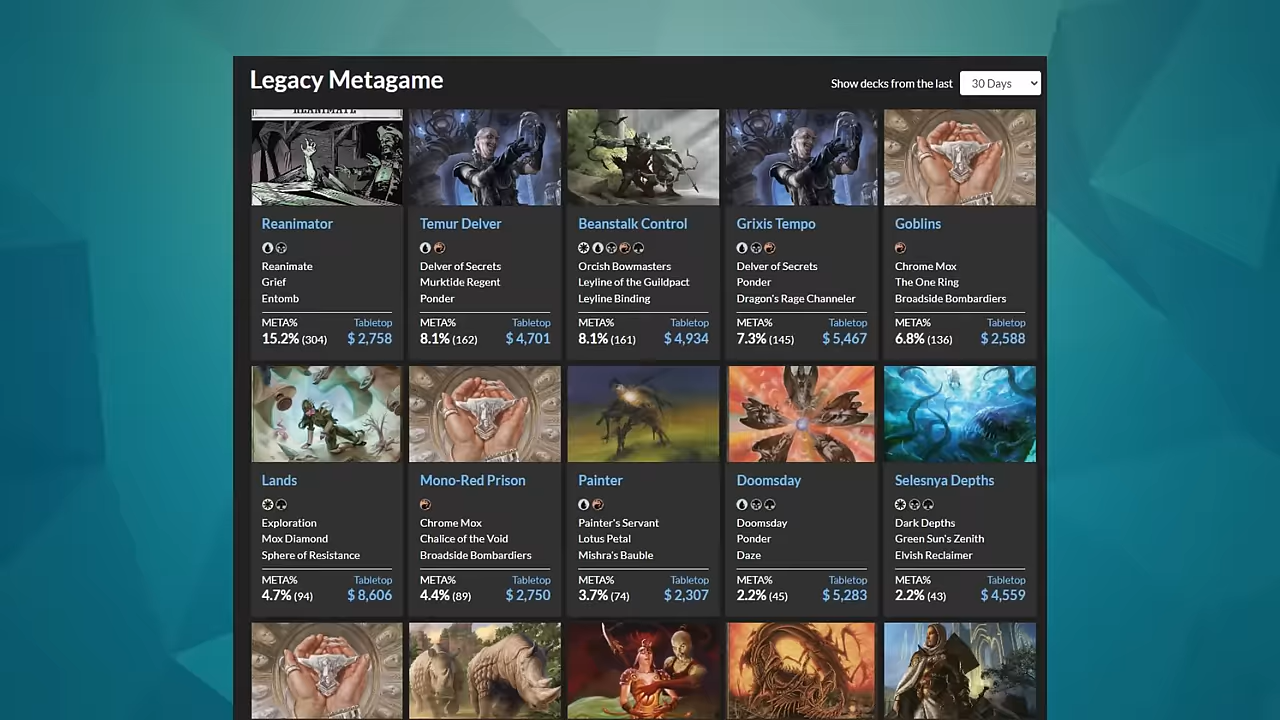 Legacy Metagame
Show decks from the last 30 Days
REANIMATE
Reanimator
Reanimate
Grief
Entomb
META% Tabletop
15.2% (304) $ 2,758
Temur Delver
Delver of Secrets
Murktide Regent
Ponder
META% Tabletop
8.1% (162) $ 4,701
Beanstalk Control
Orcish Bowmasters
Leyline of the Guildpact
Leyline Binding
META% Tabletop
8.1% (161) $ 4,934
Grixis Tempo
Delver of Secrets
Ponder
Dragon's Rage Channeler
META% Tabletop
7.3% (145) $ 5,467
Goblins
Chrome Mox
The One Ring
Broadside Bombardiers
META% Tabletop
6.8% (136) $ 2,588
Lands
Exploration
Mox Diamond
Sphere of Resistance
META% Tabletop
4.7% (94) $ 8,606
Mono-Red Prison
Chrome Mox
Chalice of the Void
Broadside Bombardiers
META% Tabletop
4.4% (89) $ 2,750
Painter
Painter's Servant
Lotus Petal
Mishra's Bauble
META% Tabletop
3.7% (74) $ 2,307
Doomsday
Doomsday
Ponder
Daze
META% Tabletop
2.2% (45) $ 5,283
Selesnya Depths
Dark Depths
Green Sun's Zenith
Elvish Reclaimer
META% Tabletop
2.2% (43) $ 4,559